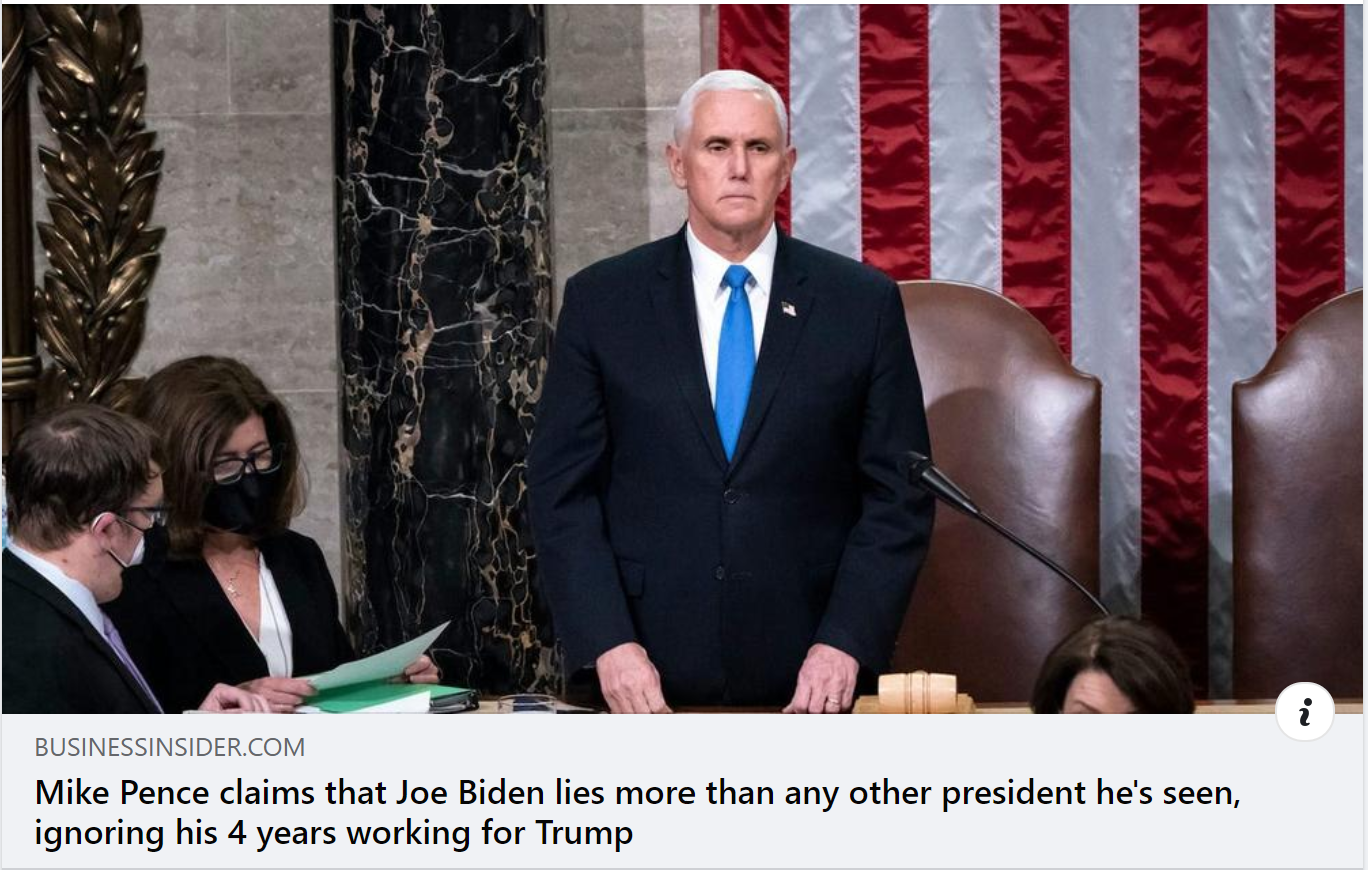 BUSINESSINSIDER.COM
Mike Pence claims that Joe Biden lies more than any other president he's seen,
ignoring his 4 years working for Trump